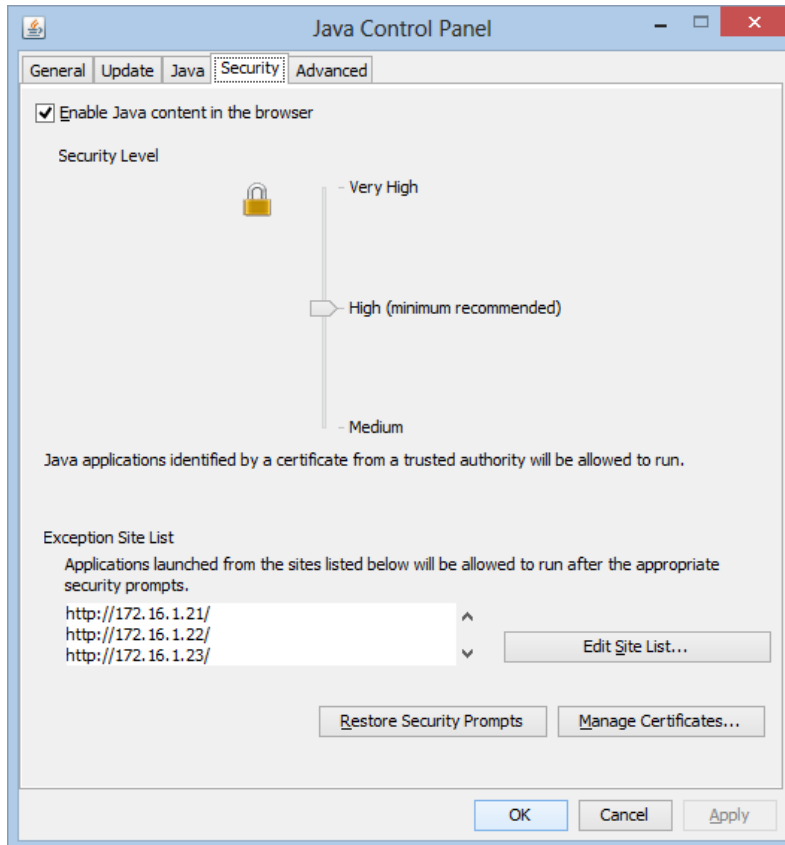 Java Control Panel
General Update Java Security Advanced
Enable Java content in the browser
Security Level
Very High
High (minimum recommended)
Medium
Java applications identified by a certificate from a trusted authority will be allowed to run.
Exception Site List
Applications launched from the sites listed below will be allowed to run after the appropriate
security prompts.
http://172.16.1.21/
http://172.16.1.22/
http://172.16.1.23/
Edit Site List...
Restore Security Prompts Manage Certificates...
OK Cancel Apply